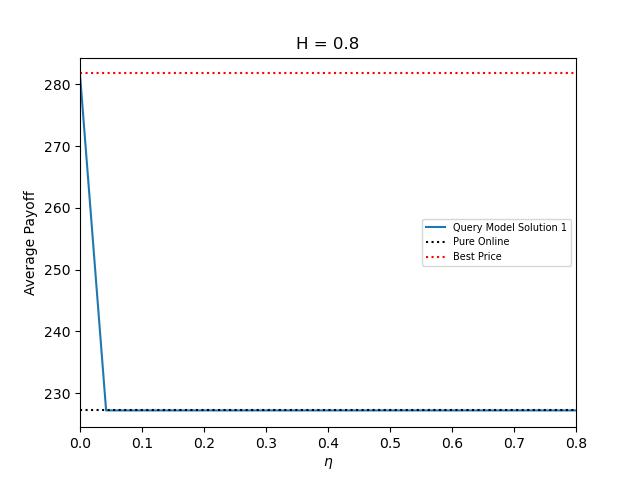 H = 0.8
280
270
260
250
240
230
Average Payoff
Query Model Solution 1
Pure Online
Best Price
0.0 0.1 0.2 0.3 0.4 0.5 0.6 0.7 0.8
η